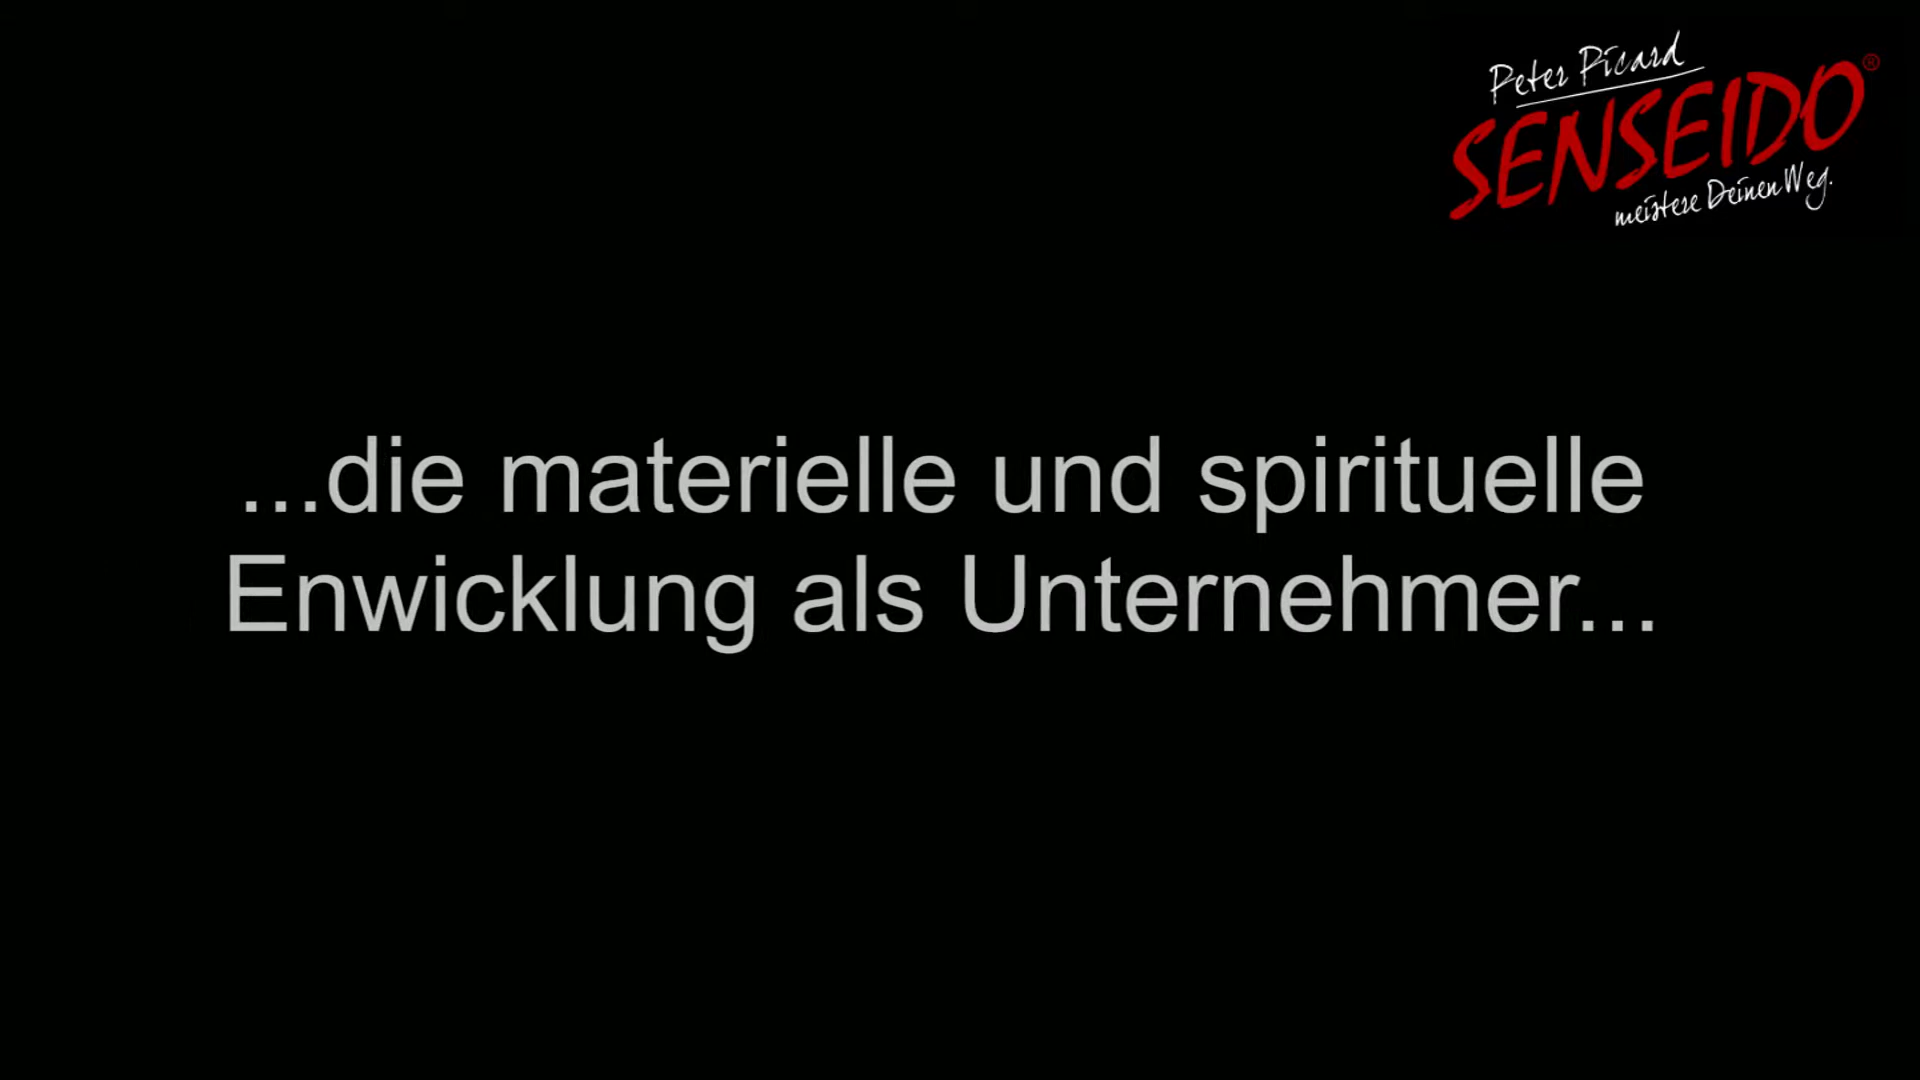 Peter Picard
SENSEIDO®
meistere Deinen Weg.
...die materielle und spirituelle
Enwicklung als Unternehmer...